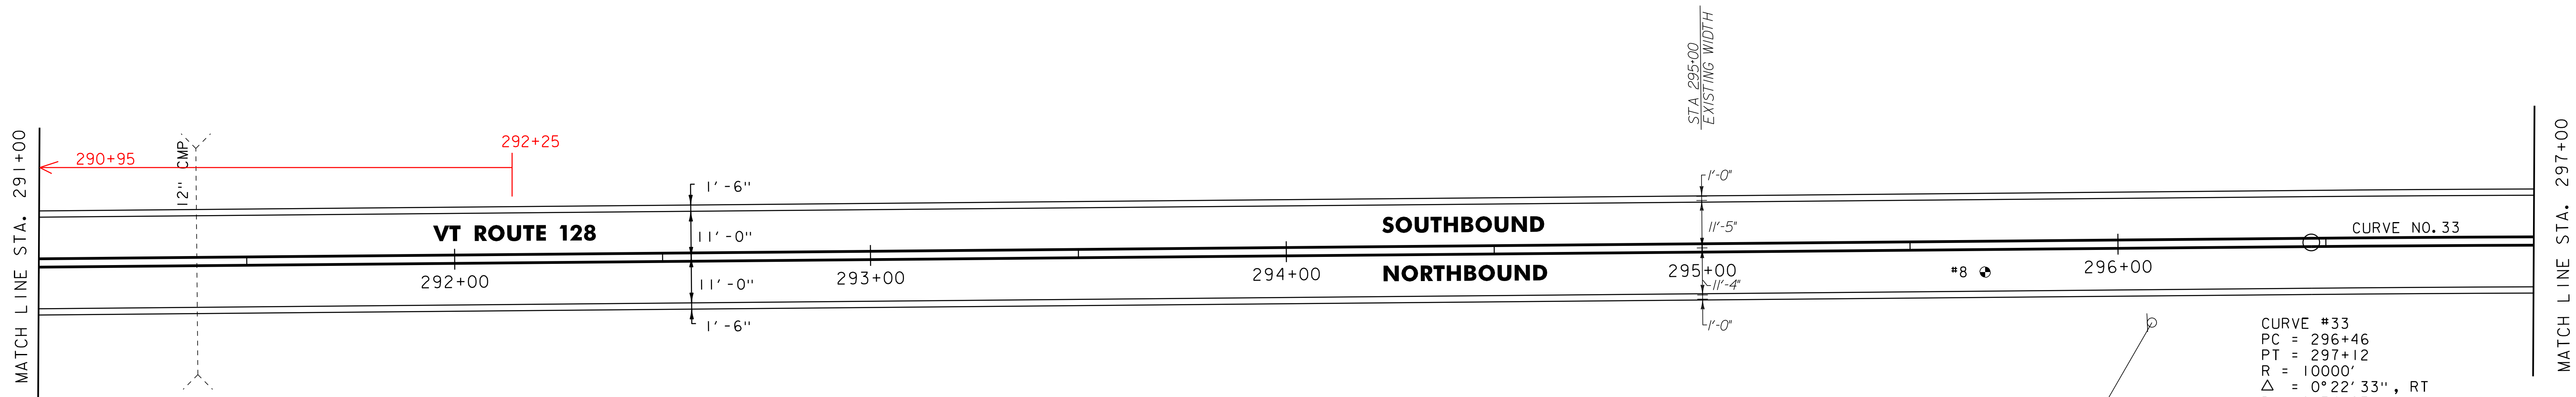 MATCH LINE STA. 291+00
290+95
12" CMP
292+25
VT ROUTE 128
292+00
1'-6"
11'-0"
11'-0"
1'-6"
293+00
294+00
SOUTHBOUND
NORTHBOUND
STA 295+00
EXISTING WIDTH
1'-0"
11'-5"
295+00
11'-4"
1'-0"
#8
296+00
CURVE NO. 33
CURVE #33
PC = 296+46
PT = 297+12
R = 10000'
△ = 0°22'33", RT
MATCH LINE STA. 297+00